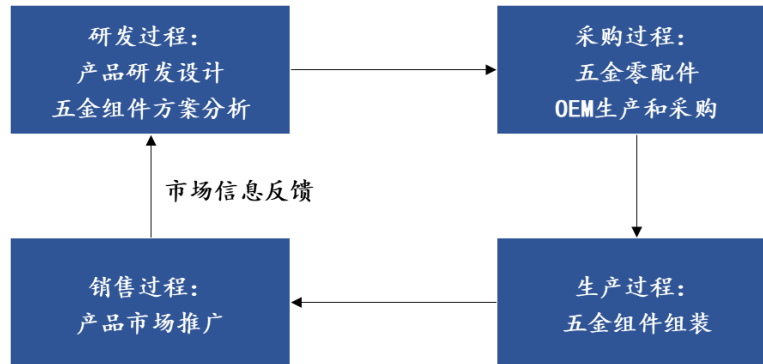 研发过程：
产品研发设计
五金组件方案分析
采购过程：
五金零配件
OEM生产和采购
市场信息反馈
销售过程：
产品市场推广
生产过程：
五金组件组装